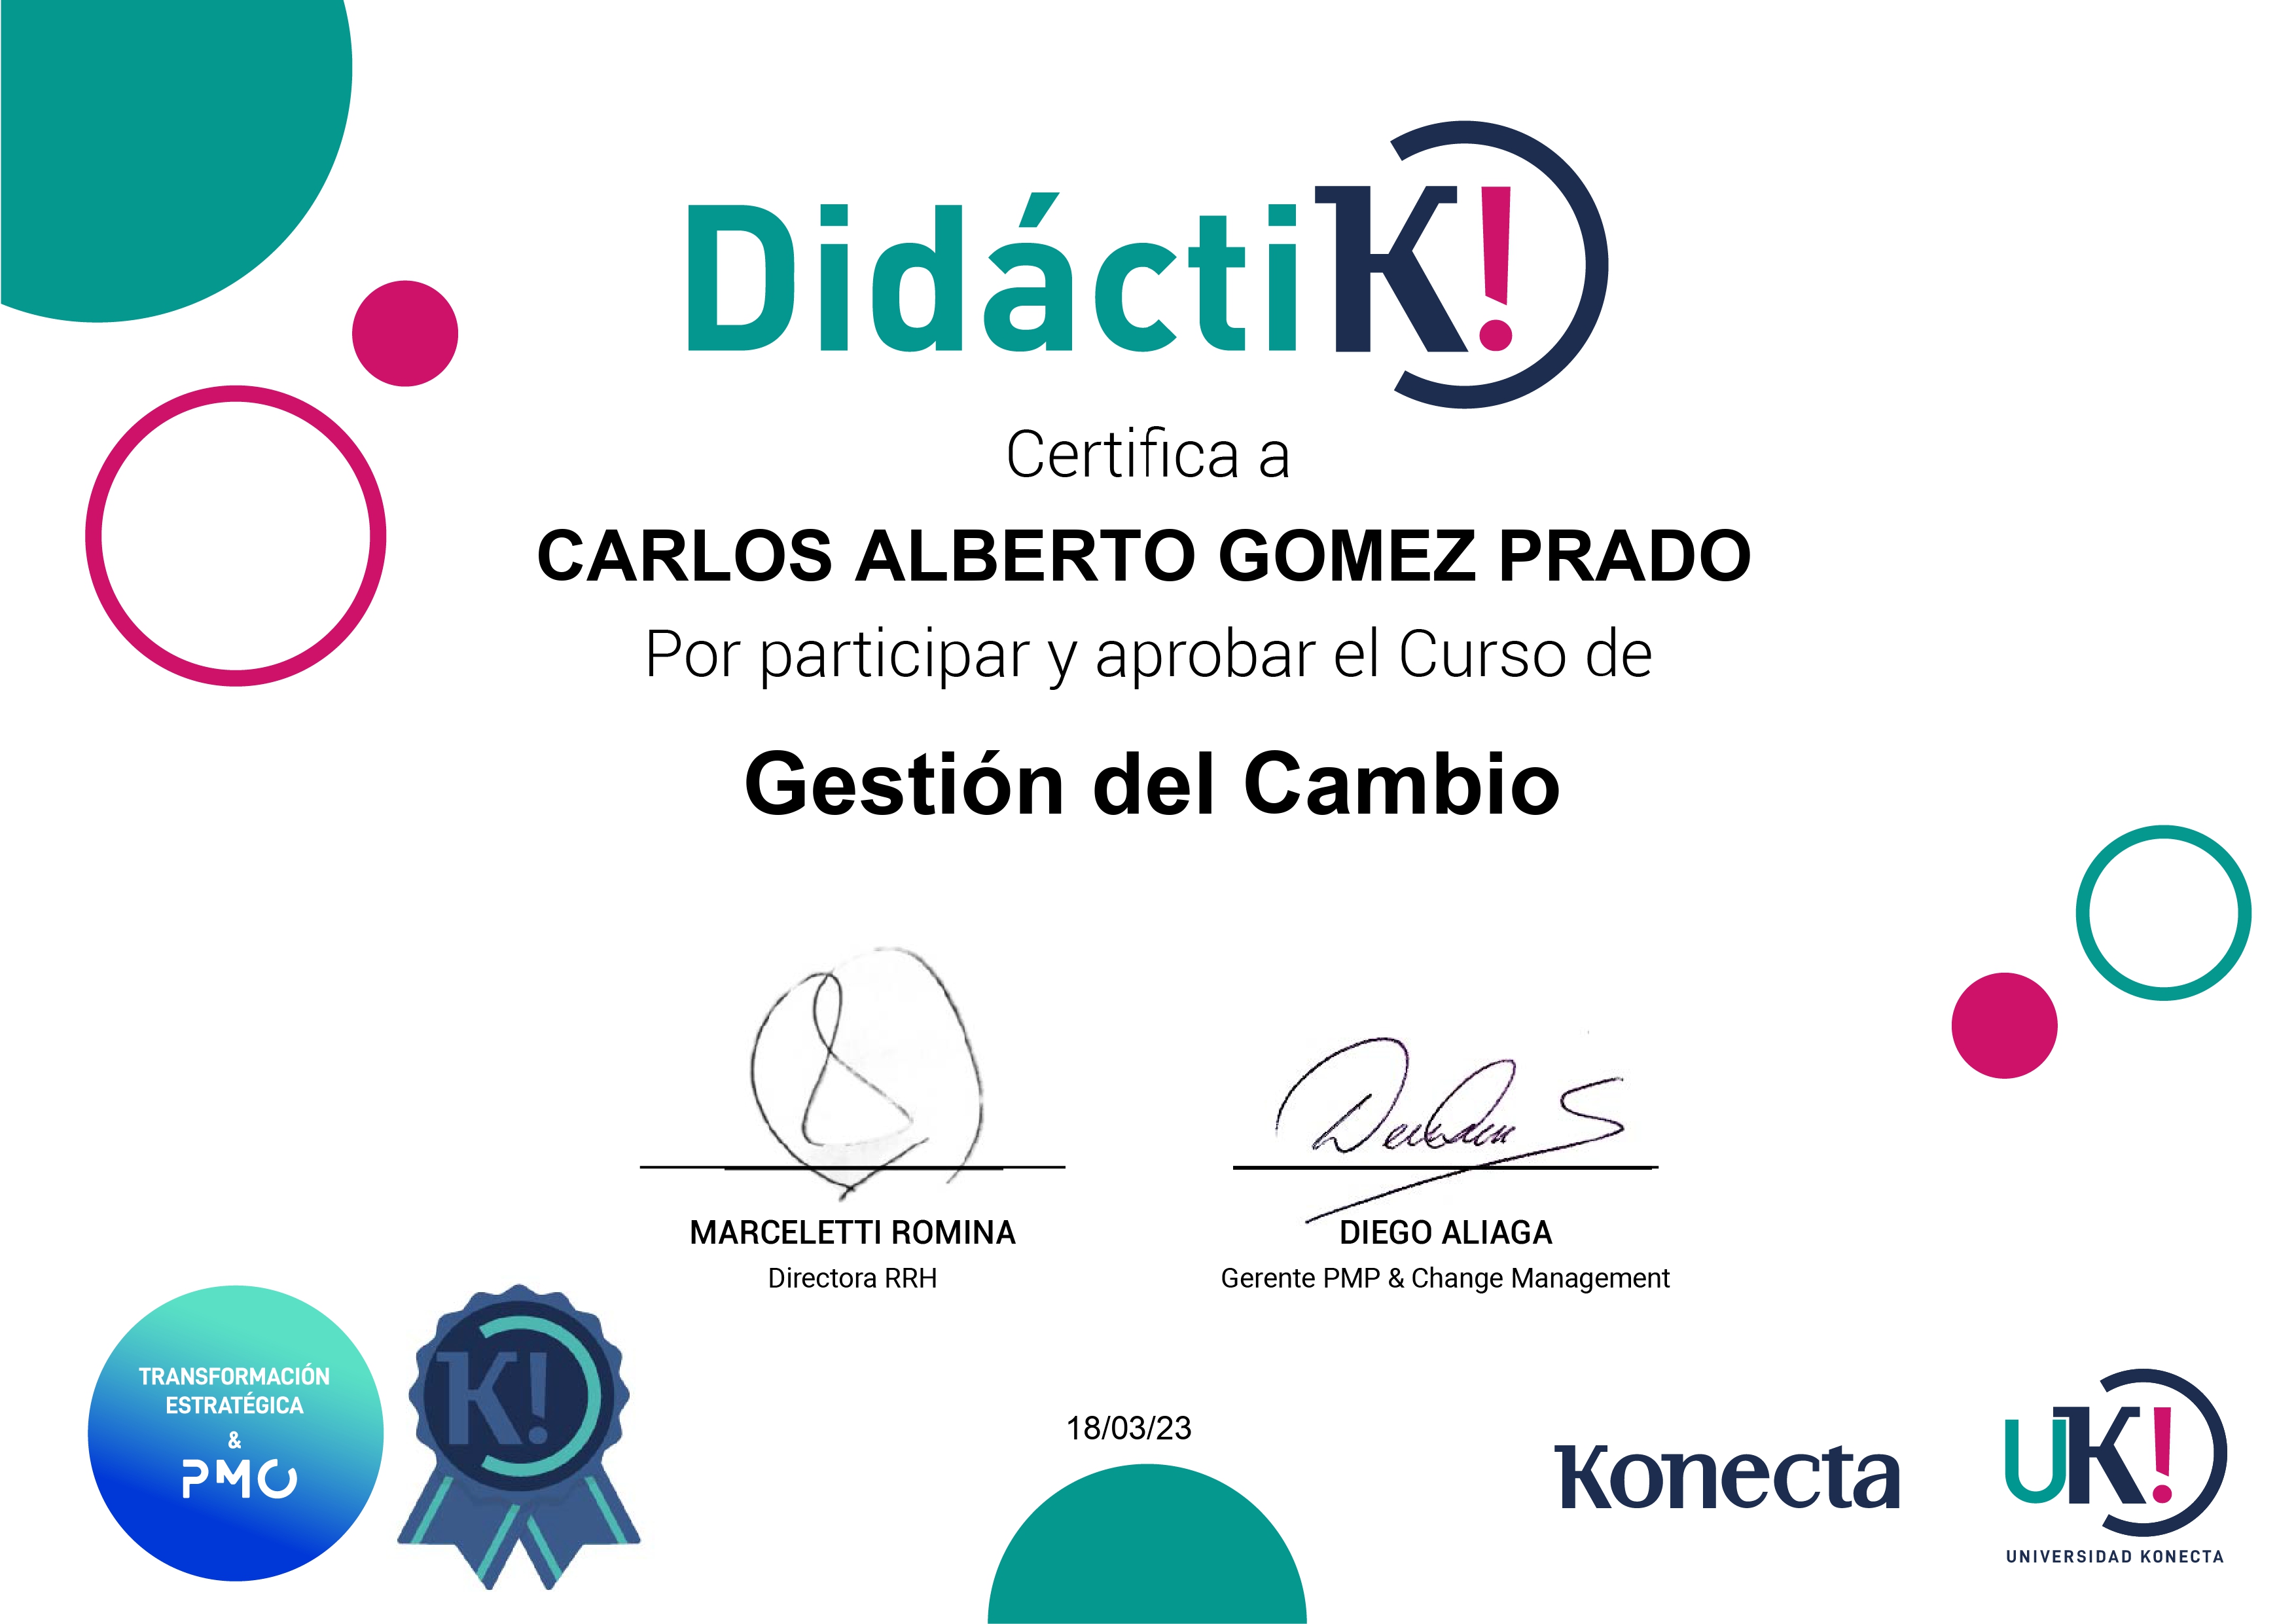 DidáctiK!
Certifica a
CARLOS ALBERTO GOMEZ PRADO
Por participar y aprobar el Curso de
Gestión del Cambio
MARCELETTI ROMINA
Directora RRH
DIEGO ALIAGA
Gerente PMP & Change Management
TRANSFORMACIÓN
ESTRATÉGICA
&
PMO
K!
18/03/23
Konecta
UK!
UNIVERSIDAD KONECTA